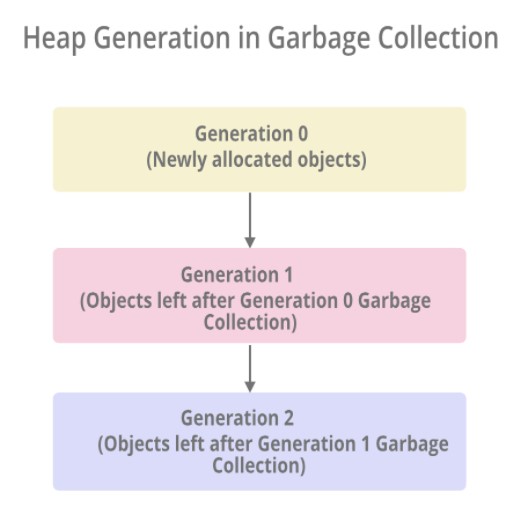 Heap Generation in Garbage Collection
Generation 0
(Newly allocated objects)
Generation 1
(Objects left after Generation 0 Garbage
Collection)
Generation 2
(Objects left after Generation 1 Garbage
Collection)